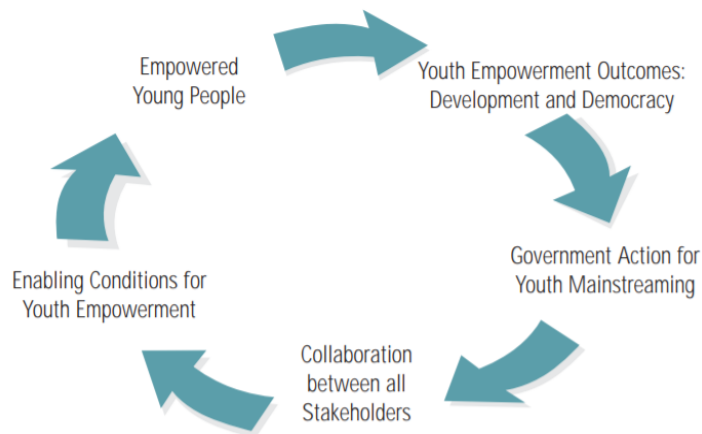 Empowered
Young People
Youth Empowerment Outcomes:
Development and Democracy
Government Action for
Youth Mainstreaming
Collaboration
between all
Stakeholders
Enabling Conditions for
Youth Empowerment